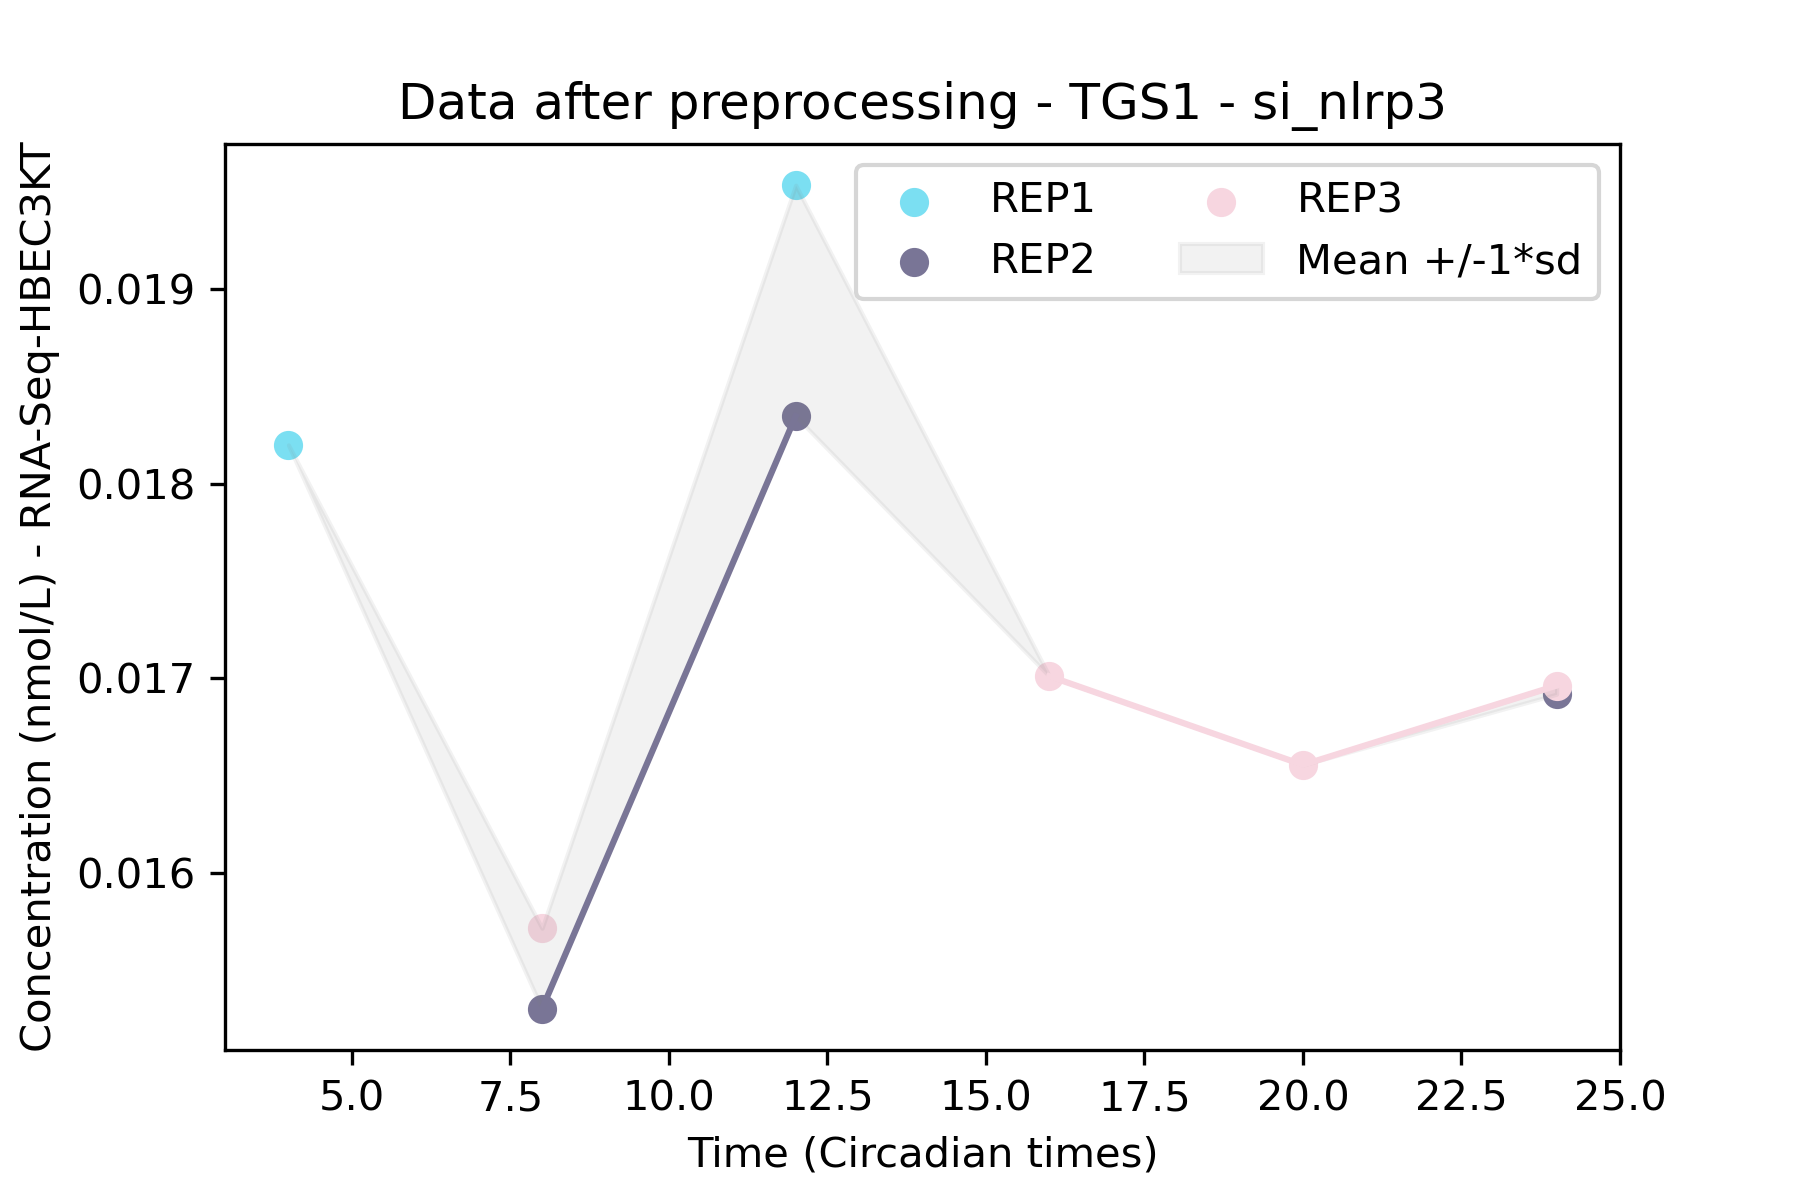 Data after preprocessing - TGS1 - si_nlrp3
Concentration (nmol/L) - RNA-Seq-HBEC3KT
REP1
REP2
REP3
Mean +/-1*sd
0.019
0.018
0.017
0.016
5.0
7.5
10.0
12.5
15.0
17.5
20.0
22.5
25.0
Time (Circadian times)